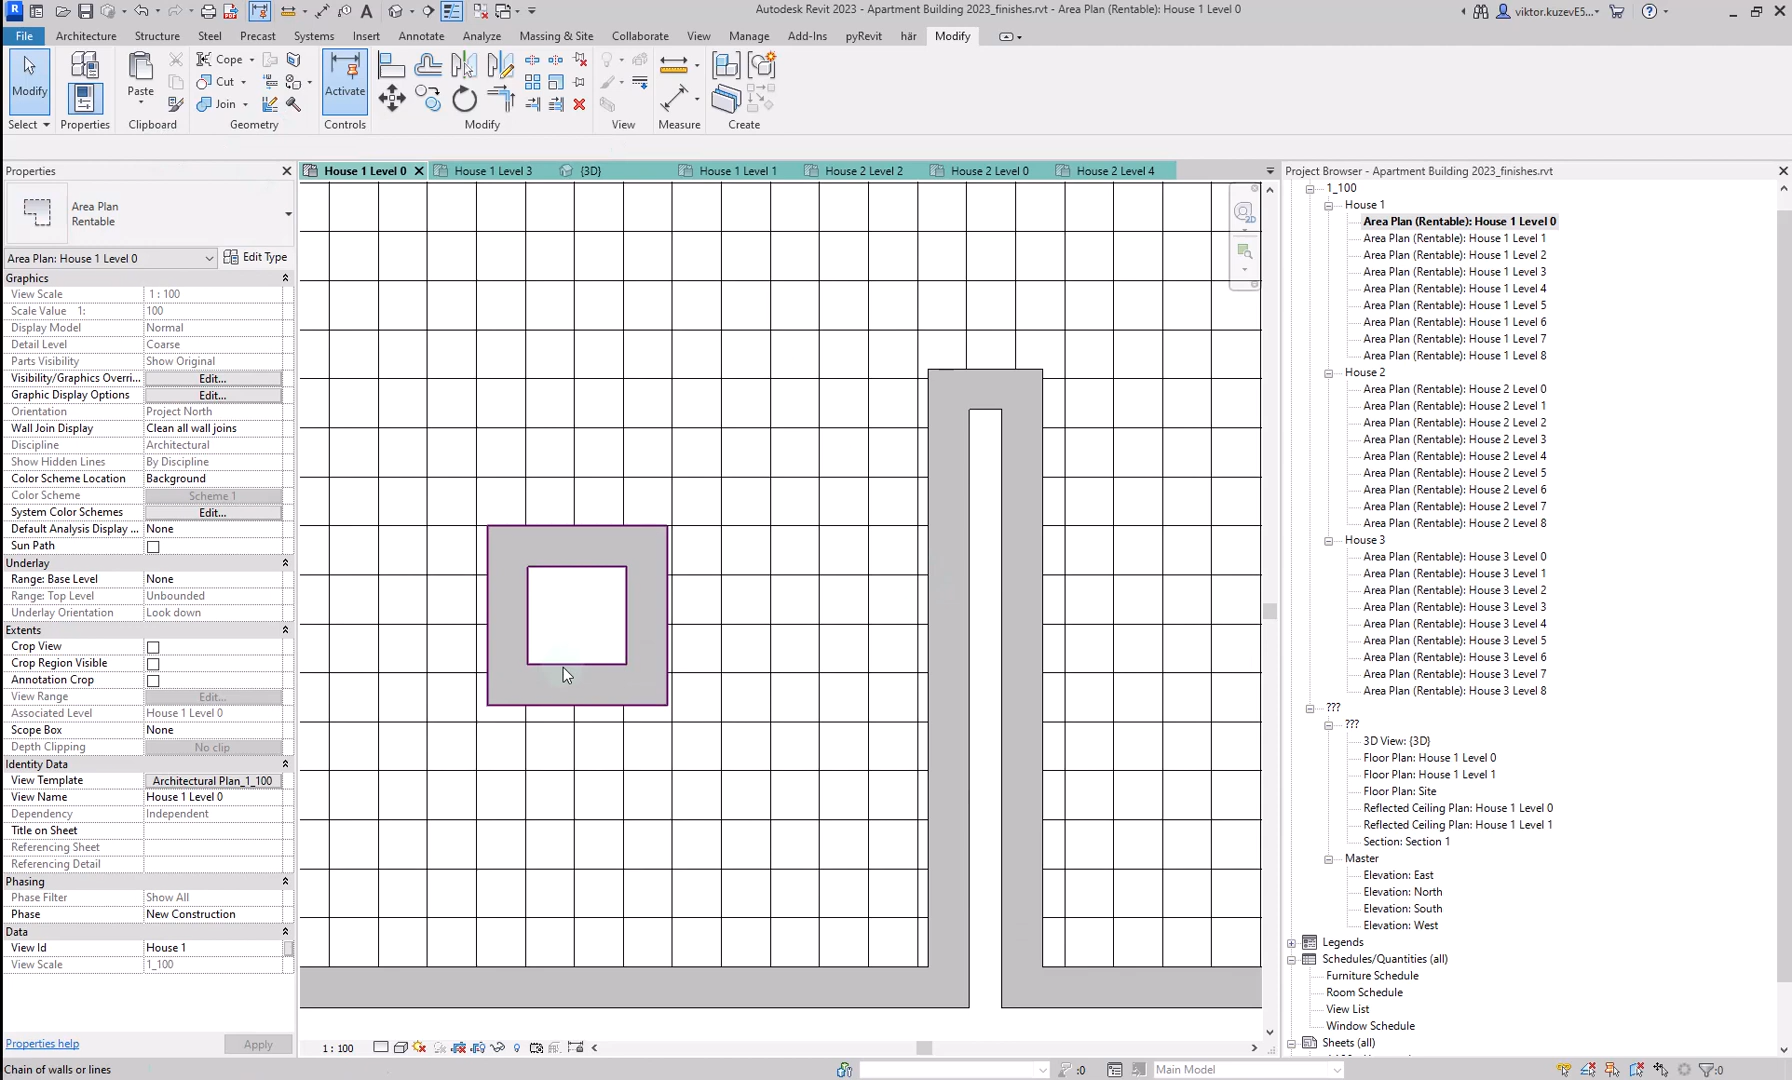 Autodesk Revit 2023 - Apartment Building 2023_finishes.rvt - Area Plan (Rentable): House 1 Level 0
viktor.kuzevE5...
File Architecture Structure Steel Precast Systems Insert Annotate Analyze Massing & Site Collaborate View Manage Add-Ins pyRevit här Modify
Modify
Paste
Cope
Cut
Join
Activate
Select Properties Clipboard Geometry Controls Modify View Measure Create
Properties
House 1 Level 0 House 1 Level 3 {3D} House 1 Level 1 House 2 Level 2 House 2 Level 0 House 2 Level 4
Area Plan
Rentable
Area Plan: House 1 Level 0 Edit Type
Graphics
View Scale 1 : 100
Scale Value 1: 100
Display Model Normal
Detail Level Coarse
Parts Visibility Show Original
Visibility/Graphics Overri... Edit...
Graphic Display Options Edit...
Orientation Project North
Wall Join Display Clean all wall joins
Discipline Architectural
Show Hidden Lines By Discipline
Color Scheme Location Background
Color Scheme Scheme 1
System Color Schemes Edit...
Default Analysis Display ... None
Sun Path
Underlay
Range: Base Level None
Range: Top Level Unbounded
Underlay Orientation Look down
Extents
Crop View
Crop Region Visible
Annotation Crop
View Range Edit...
Associated Level House 1 Level 0
Scope Box None
Depth Clipping No clip
Identity Data
View Template Architectural Plan_1_100
View Name House 1 Level 0
Dependency Independent
Title on Sheet
Referencing Sheet
Referencing Detail
Phasing
Phase Filter Show All
Phase New Construction
Data
View Id House 1
View Scale 1_100
Properties help Apply
2D
1 : 100
Chain of walls or lines
:0
Main Model
:0
Project Browser - Apartment Building 2023_finishes.rvt
1_100
House 1
Area Plan (Rentable): House 1 Level 0
Area Plan (Rentable): House 1 Level 1
Area Plan (Rentable): House 1 Level 2
Area Plan (Rentable): House 1 Level 3
Area Plan (Rentable): House 1 Level 4
Area Plan (Rentable): House 1 Level 5
Area Plan (Rentable): House 1 Level 6
Area Plan (Rentable): House 1 Level 7
Area Plan (Rentable): House 1 Level 8
House 2
Area Plan (Rentable): House 2 Level 0
Area Plan (Rentable): House 2 Level 1
Area Plan (Rentable): House 2 Level 2
Area Plan (Rentable): House 2 Level 3
Area Plan (Rentable): House 2 Level 4
Area Plan (Rentable): House 2 Level 5
Area Plan (Rentable): House 2 Level 6
Area Plan (Rentable): House 2 Level 7
Area Plan (Rentable): House 2 Level 8
House 3
Area Plan (Rentable): House 3 Level 0
Area Plan (Rentable): House 3 Level 1
Area Plan (Rentable): House 3 Level 2
Area Plan (Rentable): House 3 Level 3
Area Plan (Rentable): House 3 Level 4
Area Plan (Rentable): House 3 Level 5
Area Plan (Rentable): House 3 Level 6
Area Plan (Rentable): House 3 Level 7
Area Plan (Rentable): House 3 Level 8
???
???
3D View: {3D}
Floor Plan: House 1 Level 0
Floor Plan: House 1 Level 1
Floor Plan: Site
Reflected Ceiling Plan: House 1 Level 0
Reflected Ceiling Plan: House 1 Level 1
Section: Section 1
Master
Elevation: East
Elevation: North
Elevation: South
Elevation: West
Legends
Schedules/Quantities (all)
Furniture Schedule
Room Schedule
View List
Window Schedule
Sheets (all)